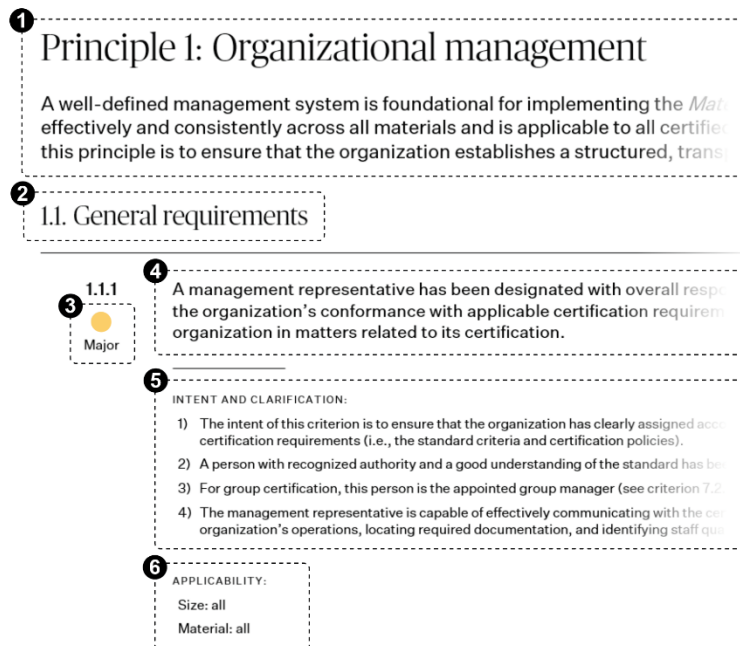 1
Principle 1: Organizational management
A well-defined management system is foundational for implementing the
effectively and consistently across all materials and is applicable to all
this principle is to ensure that the organization establishes a structured,
2
1.1. General requirements
1.1.1
3
Major
4
A management representative has been designated with overall
the organization's conformance with applicable certification
organization in matters related to its certification.
5
INTENT AND CLARIFICATION:
1) The intent of this criterion is to ensure that the organization has clearly assigned
certification requirements (i.e., the standard criteria and certification policies).
2) A person with recognized authority and a good understanding of the standard has
3) For group certification, this person is the appointed group manager (see criterion 7.2
4) The management representative is capable of effectively communicating with the
organization's operations, locating required documentation, and identifying staff
6
APPLICABILITY:
Size: all
Material: all